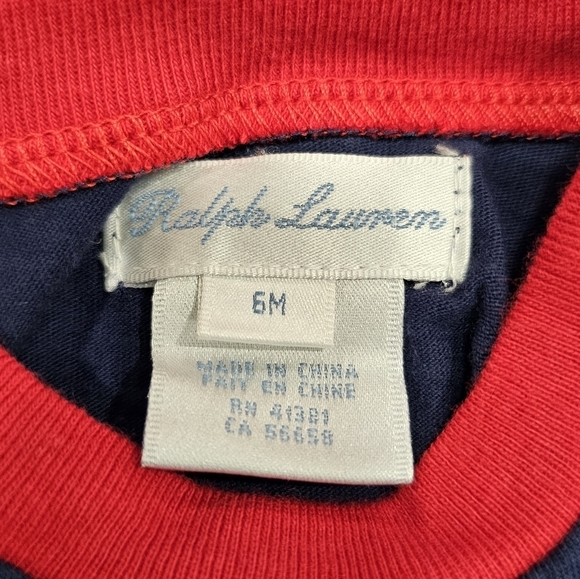 Ralph Lauren
6M
MADE IN CHINA
FAIT EN CHINE
RN 41381
CA 56658